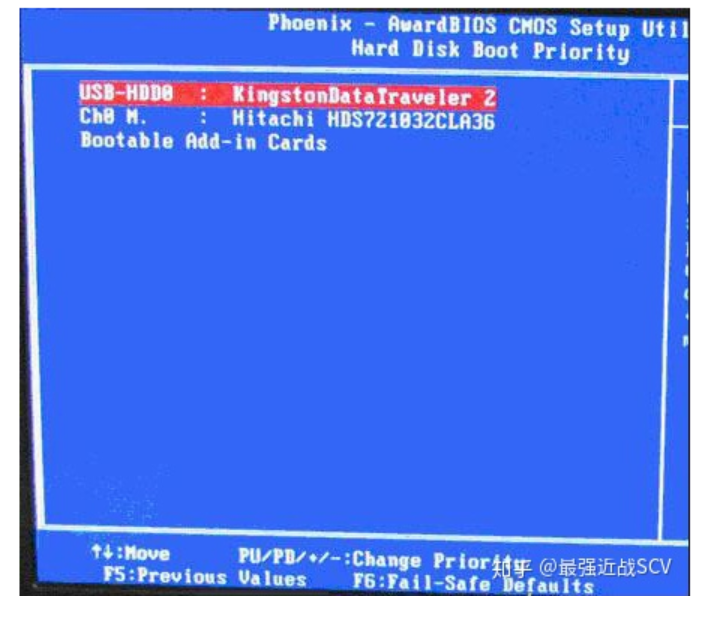 Phoenix - AwardBIOS CMOS Setup Util
Hard Disk Boot Priority
USB-HDD0 : KingstonDataTraveler 2
Ch0 M. : Hitachi HDS721032CLA36
Bootable Add-in Cards
↑↓:Move PU/PD/+/-:Change Priority
F5:Previous Values F6:Fail-Safe Defaults
知乎 @最强近战SCV